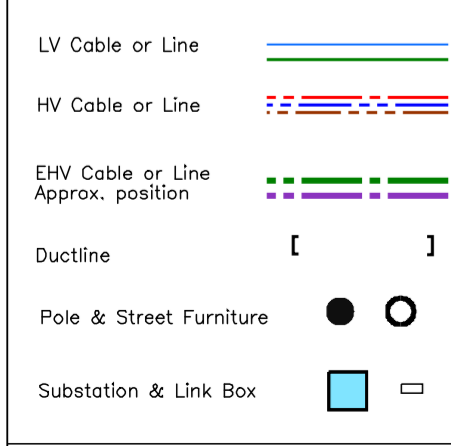 LV Cable or Line
HV Cable or Line
EHV Cable or Line
Approx. position
Ductline
Pole & Street Furniture
Substation & Link Box